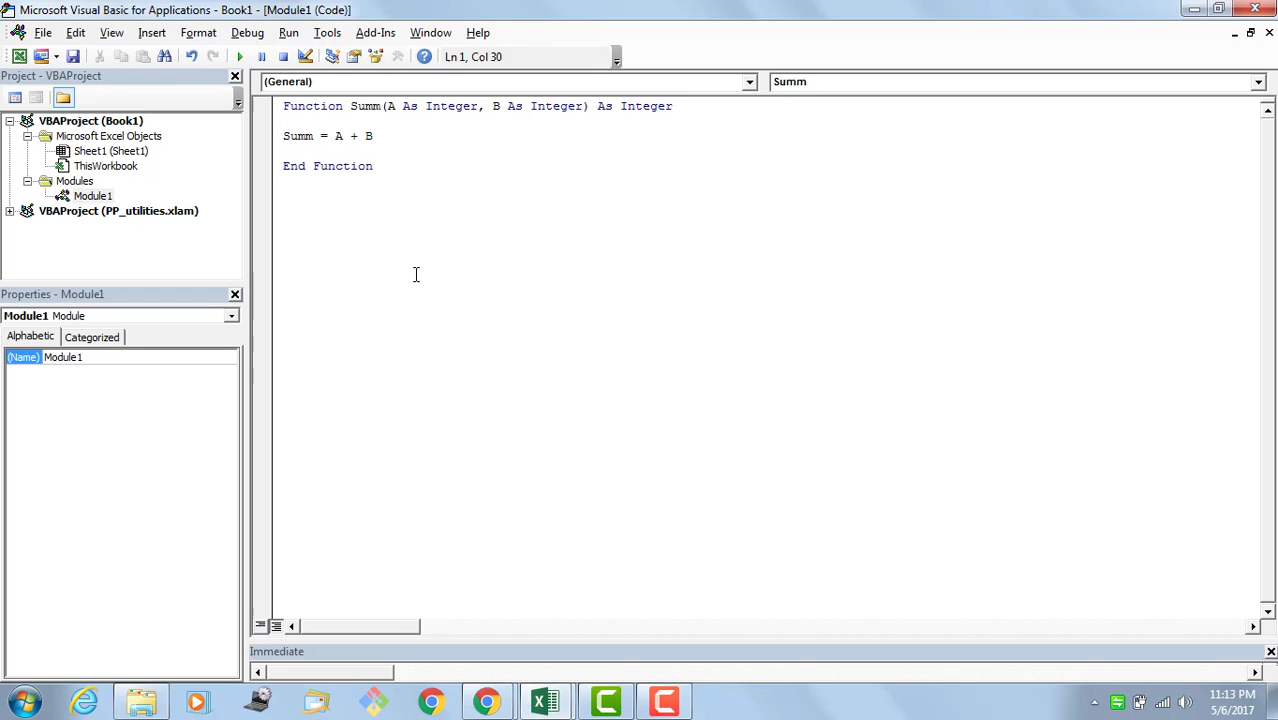 Microsoft Visual Basic for Applications - Book1 - [Module1 (Code)]
File Edit View Insert Format Debug Run Tools Add-Ins Window Help
Ln 1, Col 30
Project - VBAProject
VBAProject (Book1)
Microsoft Excel Objects
Sheet1 (Sheet1)
ThisWorkbook
Modules
Module1
VBAProject (PP_utilities.xlam)
Properties - Module1
Module1 Module
Alphabetic Categorized
(Name) Module1
(General) Summ
Function Summ(A As Integer, B As Integer) As Integer
Summ = A + B
End Function
Immediate
11:13 PM
5/6/2017